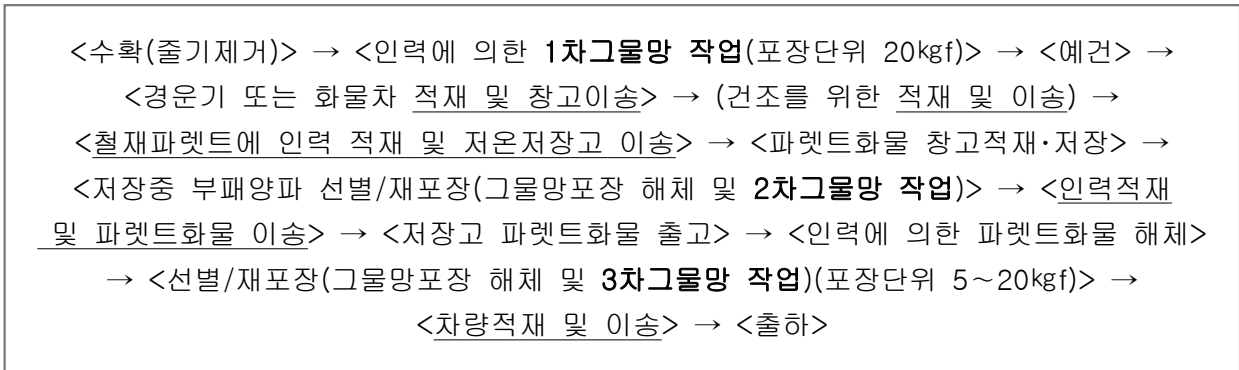 <수확(줄기제거)> → <인력에 의한 1차그물망 작업(포장단위 20kgf)> → <예건> →
<경운기 또는 화물차 적재 및 창고이송> → (건조를 위한 적재 및 이송) →
<철재파렛트에 인력 적재 및 저온저장고 이송> → <파렛트화물 창고적재·저장> →
<저장중 부패양파 선별/재포장(그물망포장 해체 및 2차그물망 작업)> → <인력적재
및 파렛트화물 이송> → <저장고 파렛트화물 출고> → <인력에 의한 파렛트화물 해체>
→ <선별/재포장(그물망포장 해체 및 3차그물망 작업)(포장단위 5～20kgf)> →
<차량적재 및 이송> → <출하>